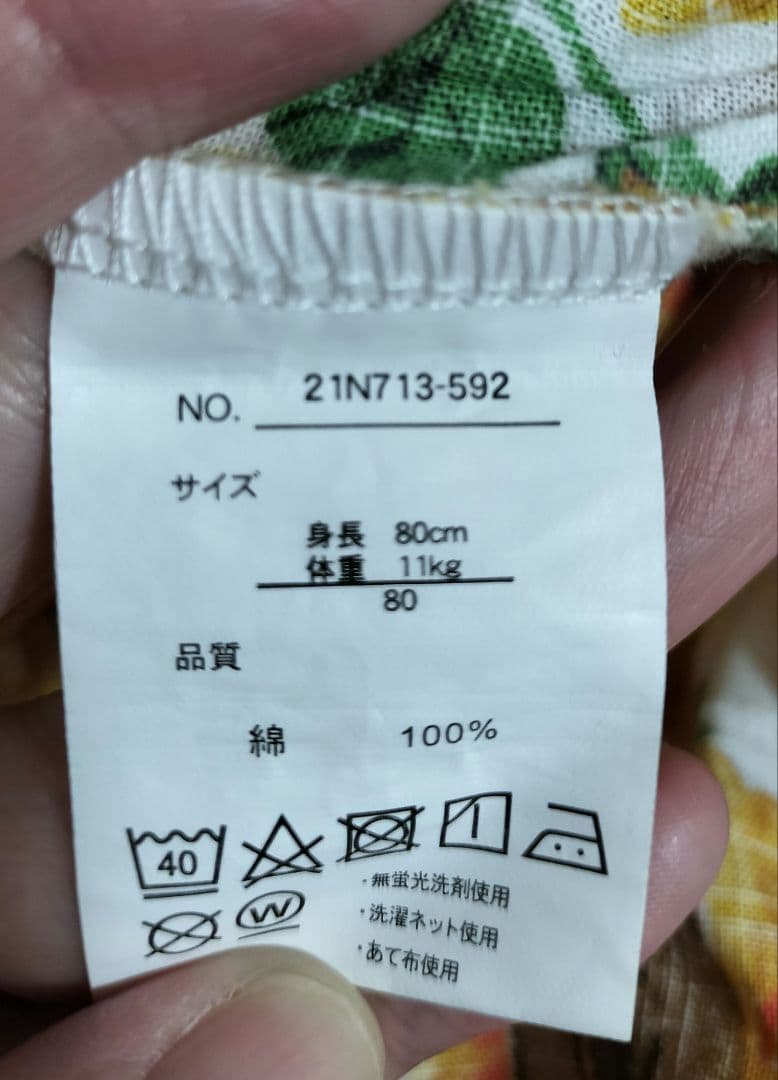 NO. 21N713-592
サイズ
身長 80cm
体重 11kg
80
品質
綿 100%
40
W
・無蛍光洗剤使用
・洗濯ネット使用
・あて布使用